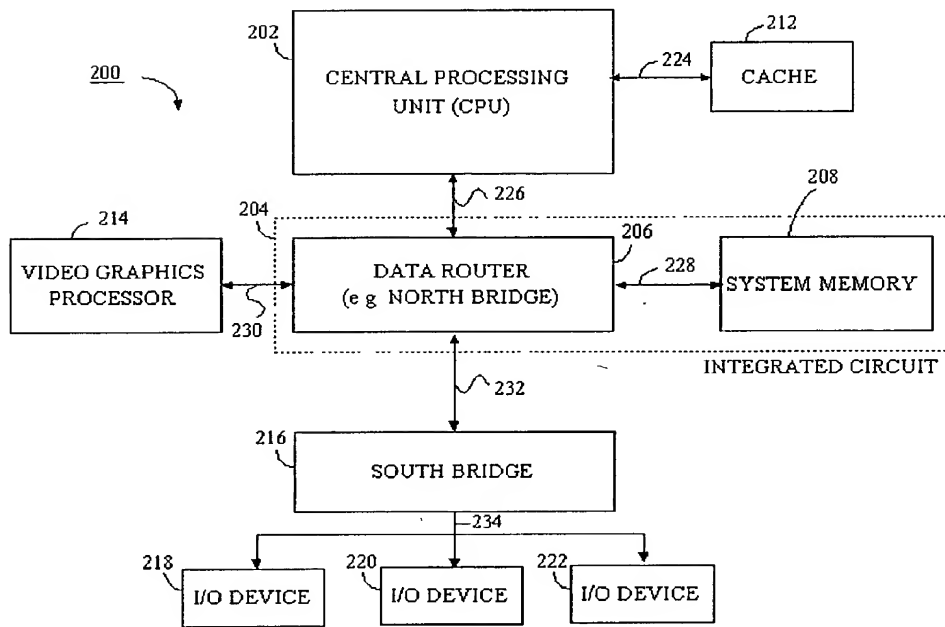 202
212
200
CENTRAL PROCESSING
UNIT (CPU)
224
CACHE
226
208
214
204
206
VIDEO GRAPHICS
PROCESSOR
230
DATA ROUTER
(e g NORTH BRIDGE)
228
SYSTEM MEMORY
INTEGRATED CIRCUIT
232
216
SOUTH BRIDGE
234
218
I/O DEVICE
220
I/O DEVICE
222
I/O DEVICE